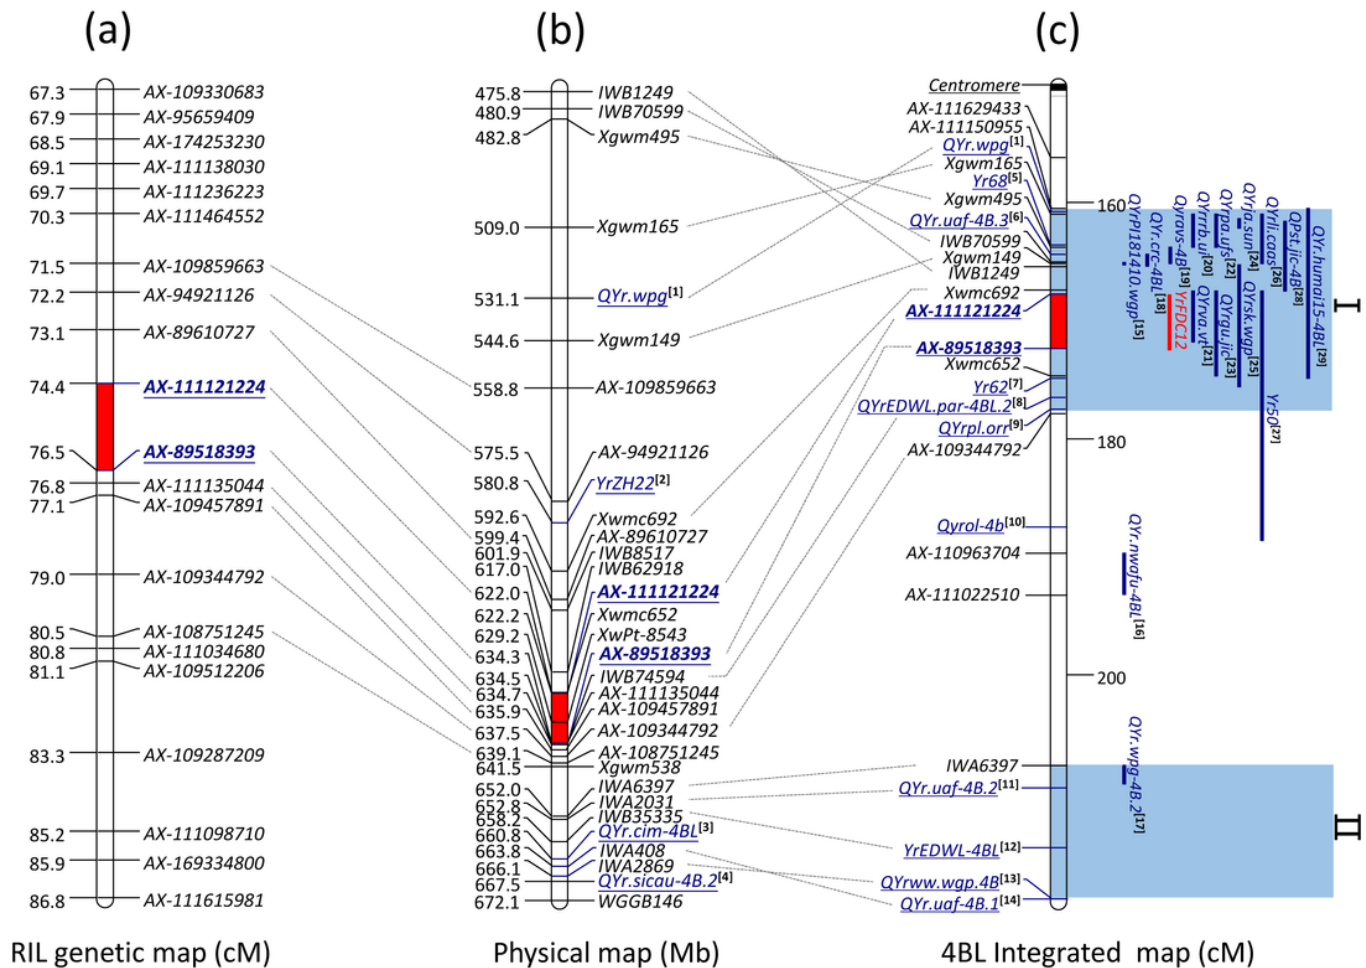 (a)
67.3 AX-109330683
67.9 AX-95659409
68.5 AX-174253230
69.1 AX-111138030
69.7 AX-111236223
70.3 AX-111464552
71.5 AX-109859663
72.2 AX-94921126
73.1 AX-89610727
74.4 AX-111121224
76.5 AX-89518393
76.8 AX-111135044
77.1 AX-109457891
79.0 AX-109344792
80.5 AX-108751245
80.8 AX-111034680
81.1 AX-109512206
83.3 AX-109287209
85.2 AX-111098710
85.9 AX-169334800
86.8 AX-111615981
RIL genetic map (cM)
(b)
475.8 IWB1249
480.9 IWB70599
482.8 Xgwm495
509.0 Xgwm165
531.1 QYr.wpg[1]
544.6 Xgwm149
558.8 AX-109859663
575.5 AX-94921126
580.8 YrZH22[2]
592.6 Xwmc692
599.4 AX-89610727
601.9 IWB8517
617.0 IWB62918
622.0 AX-111121224
622.2 Xwmc652
629.2 XwPt-8543
634.3 AX-89518393
634.5 IWB74594
634.7 AX-111135044
635.9 AX-109457891
637.5 AX-109344792
639.1 AX-108751245
641.5 Xgwm538
652.0 IWA6397
652.8 IWA2031
658.2 IWB35335
660.8 QYr.cim-4BL[3]
663.8 IWA408
666.1 IWA2869
667.5 QYr.sicau-4B.2[4]
672.1 WGGB146
Physical map (Mb)
(c)
Centromere
AX-111629433
AX-111150955
QYr.wpg[1]
Xgwm165
Yr68[5]
Xgwm495
QYr.uaf-4B.3[6]
IWB70599
Xgwm149
IWB1249
Xwmc692
AX-111121224
AX-89518393
Xwmc652
Yr62[7]
QYrEDWL.par-4BL.2[8]
QYrpl.orr[9]
AX-109344792
Qyrol-4b[10]
AX-110963704
AX-111022510
IWA6397
QYr.uaf-4B.2[11]
YrEDWL-4BL[12]
QYrww.wgp.4B[13]
QYr.uaf-4B.1[14]
160
180
200
QYrPI181410.wgp[15]
QYr.crc-4BL[18]
Qyravs-4B[19]
YrFDC12
QYrrb.ui[20]
QYrva.vt[21]
QYrpa.ufs[22]
QYrgu.jic[23]
QYrja.sun[24]
QYrsk.wgp[25]
QYrli.caas[26]
Yr50[27]
QPst.jic-4B[28]
QYr.humai15-4BL[29]
QYr.nwafu-4BL[16]
QYr.wpg-4B.2[17]
I
II
4BL Integrated map (cM)